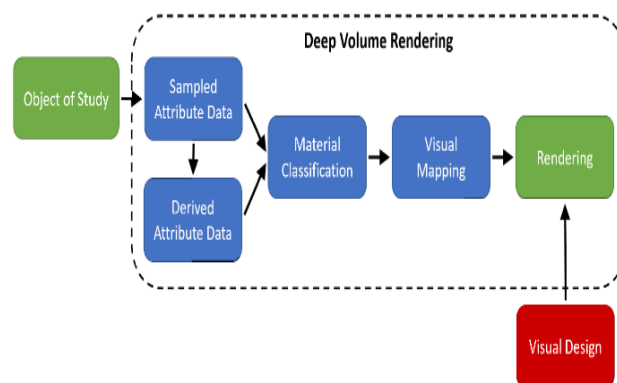 Deep Volume Rendering
Object of Study
Sampled
Attribute Data
Derived
Attribute Data
Material
Classification
Visual
Mapping
Rendering
Visual Design